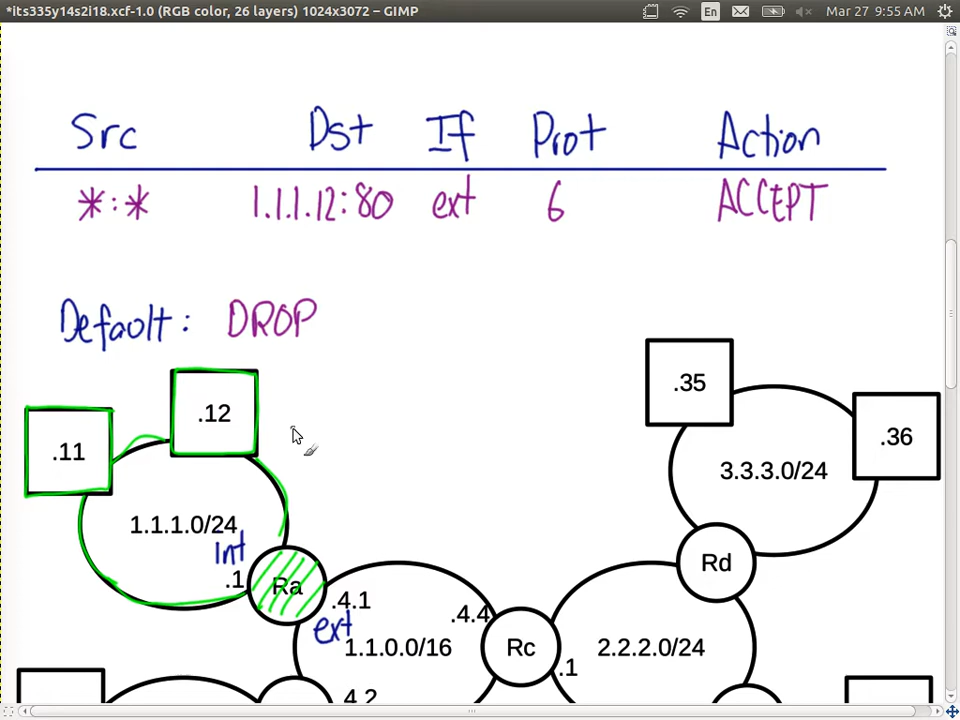 *its335y14s2i18.xcf-1.0 (RGB color, 26 layers) 1024x3072 – GIMP En Mar 27 9:55 AM
Src Dst If Prot Action
*:* 1.1.1.12:80 ext 6 ACCEPT
Default: DROP
.35
.12
.36
.11
3.3.3.0/24
1.1.1.0/24
int
Rd
.1 Ra
.4.1 .4.4
ext
1.1.0.0/16 Rc 2.2.2.0/24
.1
4.2